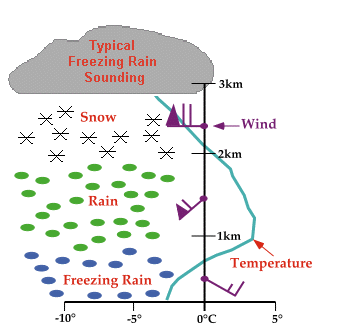 Typical
Freezing Rain
Sounding
3km
Snow
Wind
2km
Rain
1km
Temperature
Freezing Rain
-10° -5° 0°C 5°